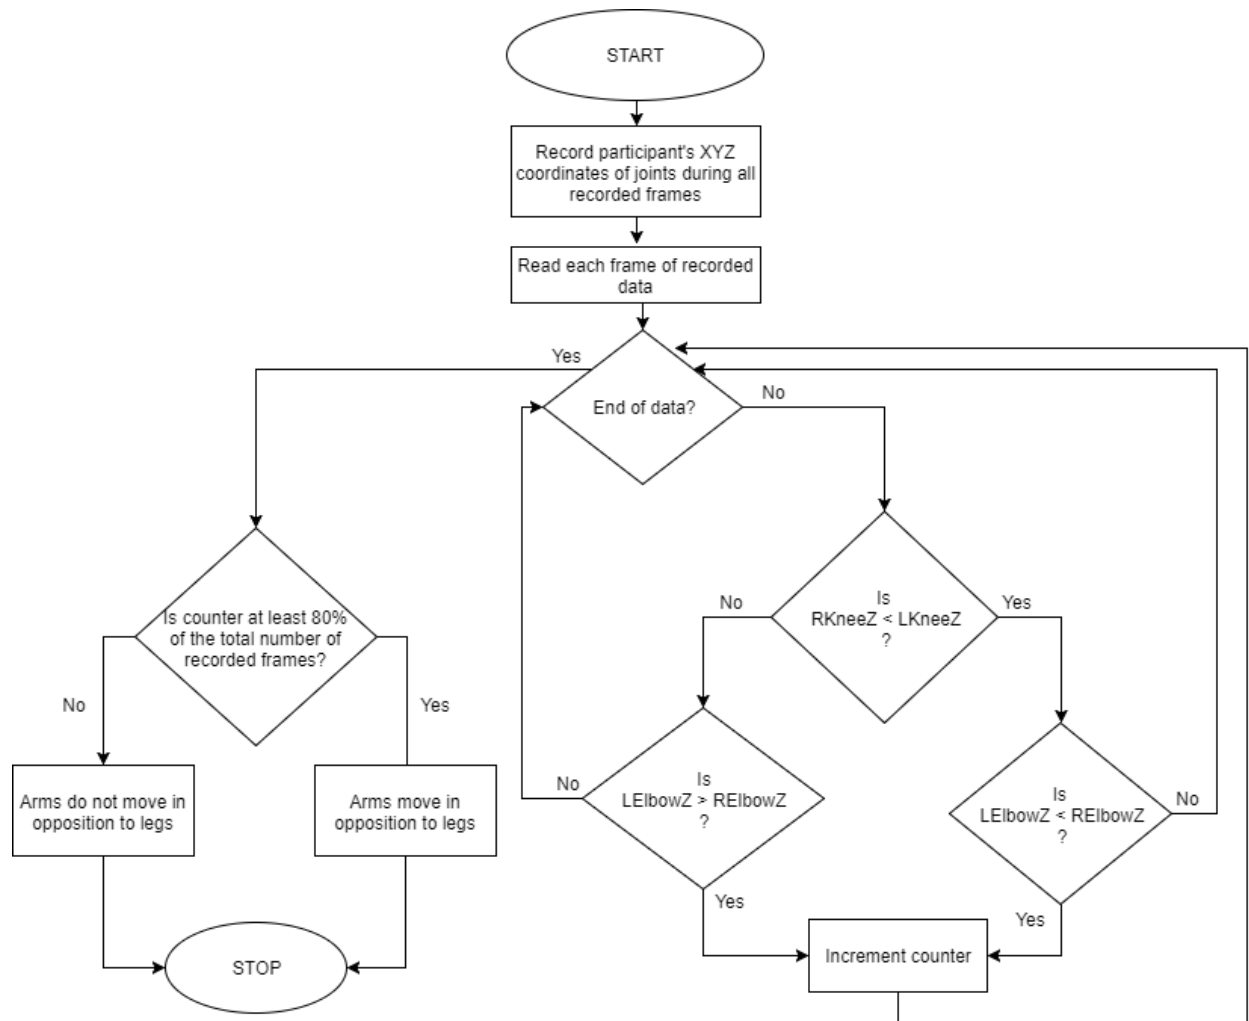 START
Record participant's XYZ
coordinates of joints during all
recorded frames
Read each frame of recorded
data
Yes
End of data?
No
Is counter at least 80%
of the total number of
recorded frames?
No
Yes
Is
RKneeZ < LKneeZ
?
No
Yes
Arms do not move in
opposition to legs
Arms move in
opposition to legs
No
Is
LElbowZ > RElbowZ
?
Is
LElbowZ < RElbowZ
?
No
Yes
Yes
Increment counter
STOP